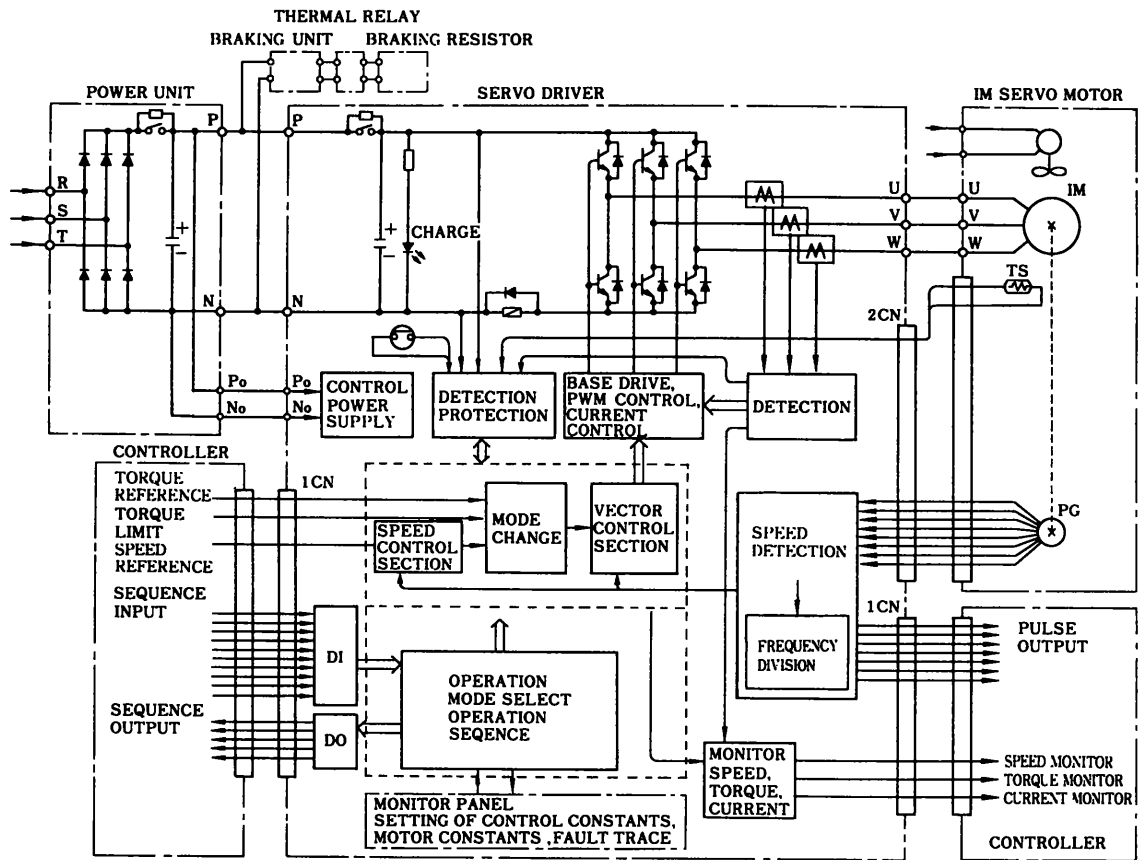 THERMAL RELAY
BRAKING UNIT
BRAKING RESISTOR
POWER UNIT
SERVO DRIVER
IM SERVO MOTOR
P
P
R
S
T
+
-
+
-
CHARGE
U
V
W
U
V
W
IM
TS
N
N
2CN
Po
No
Po
No
CONTROL
POWER
SUPPLY
DETECTION
PROTECTION
BASE DRIVE,
PWM CONTROL,
CURRENT
CONTROL
DETECTION
CONTROLLER
TORQUE
REFERENCE
TORQUE
LIMIT
SPEED
REFERENCE
1CN
SPEED
CONTROL
SECTION
MODE
CHANGE
VECTOR
CONTROL
SECTION
SPEED
DETECTION
PG
SEQUENCE
INPUT
DI
SEQUENCE
OUTPUT
DO
OPERATION
MODE SELECT
OPERATION
SEQENCE
FREQUENCY
DIVISION
1CN
PULSE
OUTPUT
MONITOR
SPEED,
TORQUE,
CURRENT
SPEED MONITOR
TORQUE MONITOR
CURRENT MONITOR
MONITOR PANEL
SETTING OF CONTROL CONSTANTS,
MOTOR CONSTANTS ,FAULT TRACE
CONTROLLER